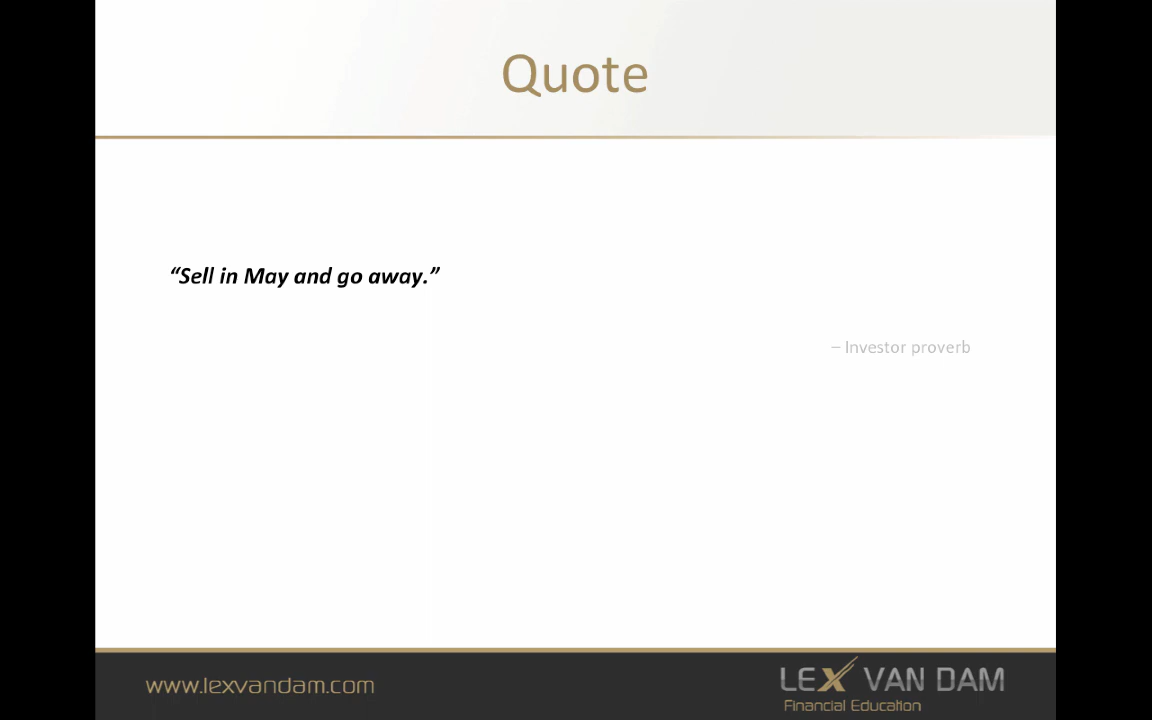 Quote
“Sell in May and go away.”
– Investor proverb
www.lexvandam.com
LEX VAN DAM
Financial Education